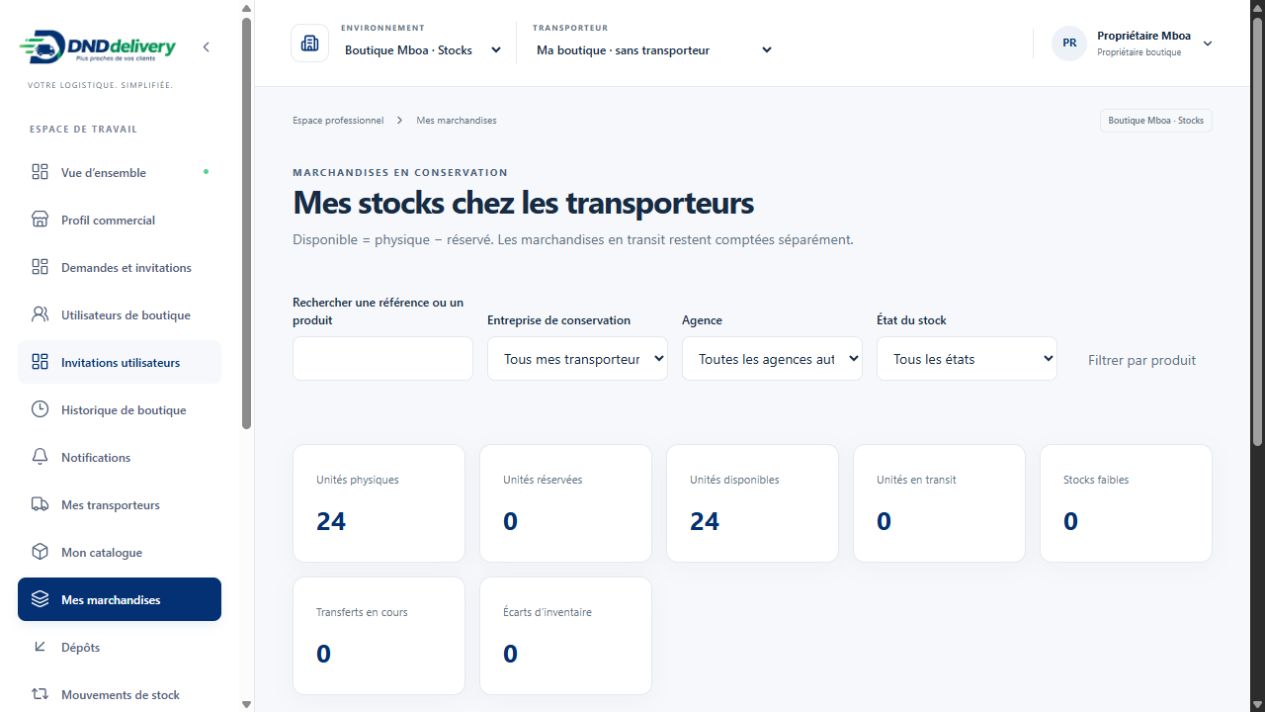 DNDdelivery
Plus proches de vos clients
VOTRE LOGISTIQUE. SIMPLIFIÉE.
ESPACE DE TRAVAIL
Vue d'ensemble
Profil commercial
Demandes et invitations
Utilisateurs de boutique
Invitations utilisateurs
Historique de boutique
Notifications
Mes transporteurs
Mon catalogue
Mes marchandises
Dépôts
Mouvements de stock
ENVIRONNEMENT
Boutique Mboa · Stocks
TRANSPORTEUR
Ma boutique · sans transporteur
PR
Propriétaire Mboa
Propriétaire boutique
Espace professionnel
Mes marchandises
Boutique Mboa · Stocks
MARCHANDISES EN CONSERVATION
Mes stocks chez les transporteurs
Disponible = physique − réservé. Les marchandises en transit restent comptées séparément.
Rechercher une référence ou un
produit
Entreprise de conservation
Tous mes transporteur
Agence
Toutes les agences aut
État du stock
Tous les états
Filtrer par produit
Unités physiques
24
Unités réservées
0
Unités disponibles
24
Unités en transit
0
Stocks faibles
0
Transferts en cours
0
Écarts d'inventaire
0